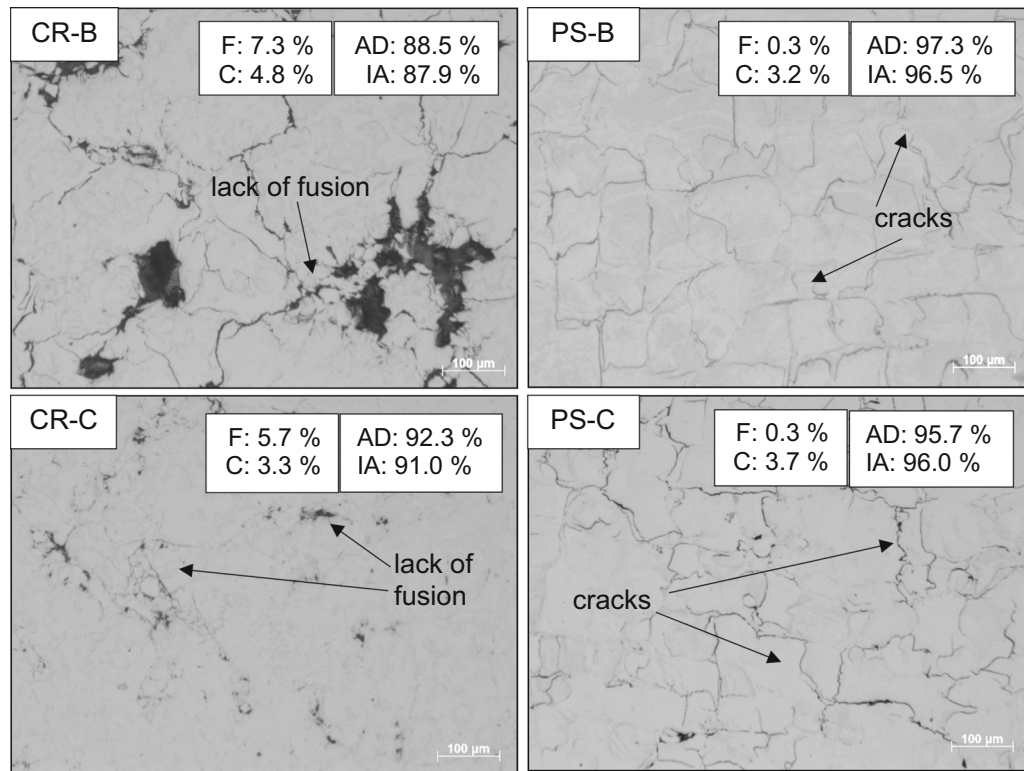 CR-B
F: 7.3 %
C: 4.8 %
AD: 88.5 %
IA: 87.9 %
lack of fusion
100 µm
PS-B
F: 0.3 %
C: 3.2 %
AD: 97.3 %
IA: 96.5 %
cracks
100 µm
CR-C
F: 5.7 %
C: 3.3 %
AD: 92.3 %
IA: 91.0 %
lack of
fusion
100 µm
PS-C
F: 0.3 %
C: 3.7 %
AD: 95.7 %
IA: 96.0 %
cracks
100 µm